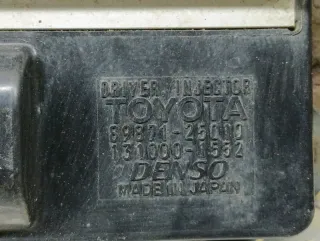 DRIVER, INJECTOR
TOYOTA
89871-25010
131000-1552
DENSO
MADE IN JAPAN